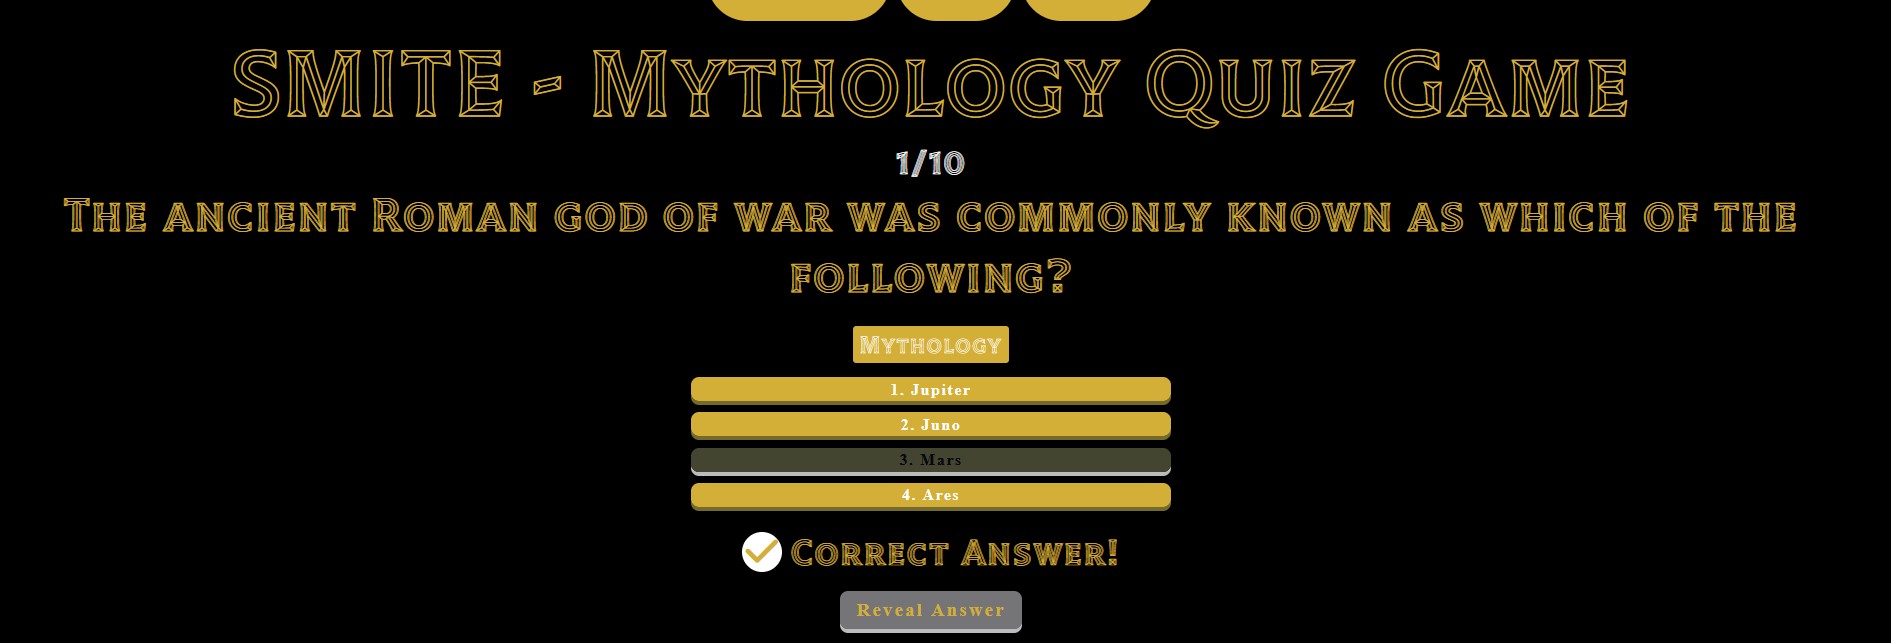 SMITE - Mythology Quiz Game
1/10
The ancient Roman god of war was commonly known as which of the
following?
Mythology
1. Jupiter
2. Juno
3. Mars
4. Ares
Correct Answer!
Reveal Answer